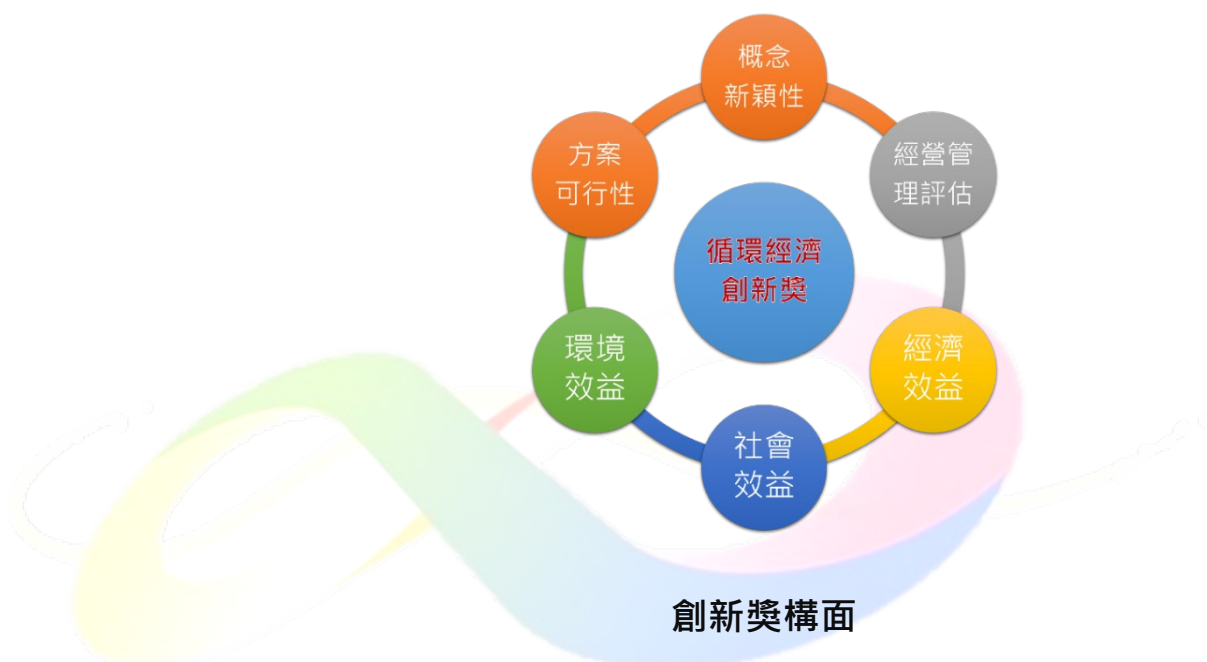 概念
新穎性
方案
可行性
經營管
理評估
循環經濟
創新獎
環境
效益
經濟
效益
社會
效益
創新獎構面